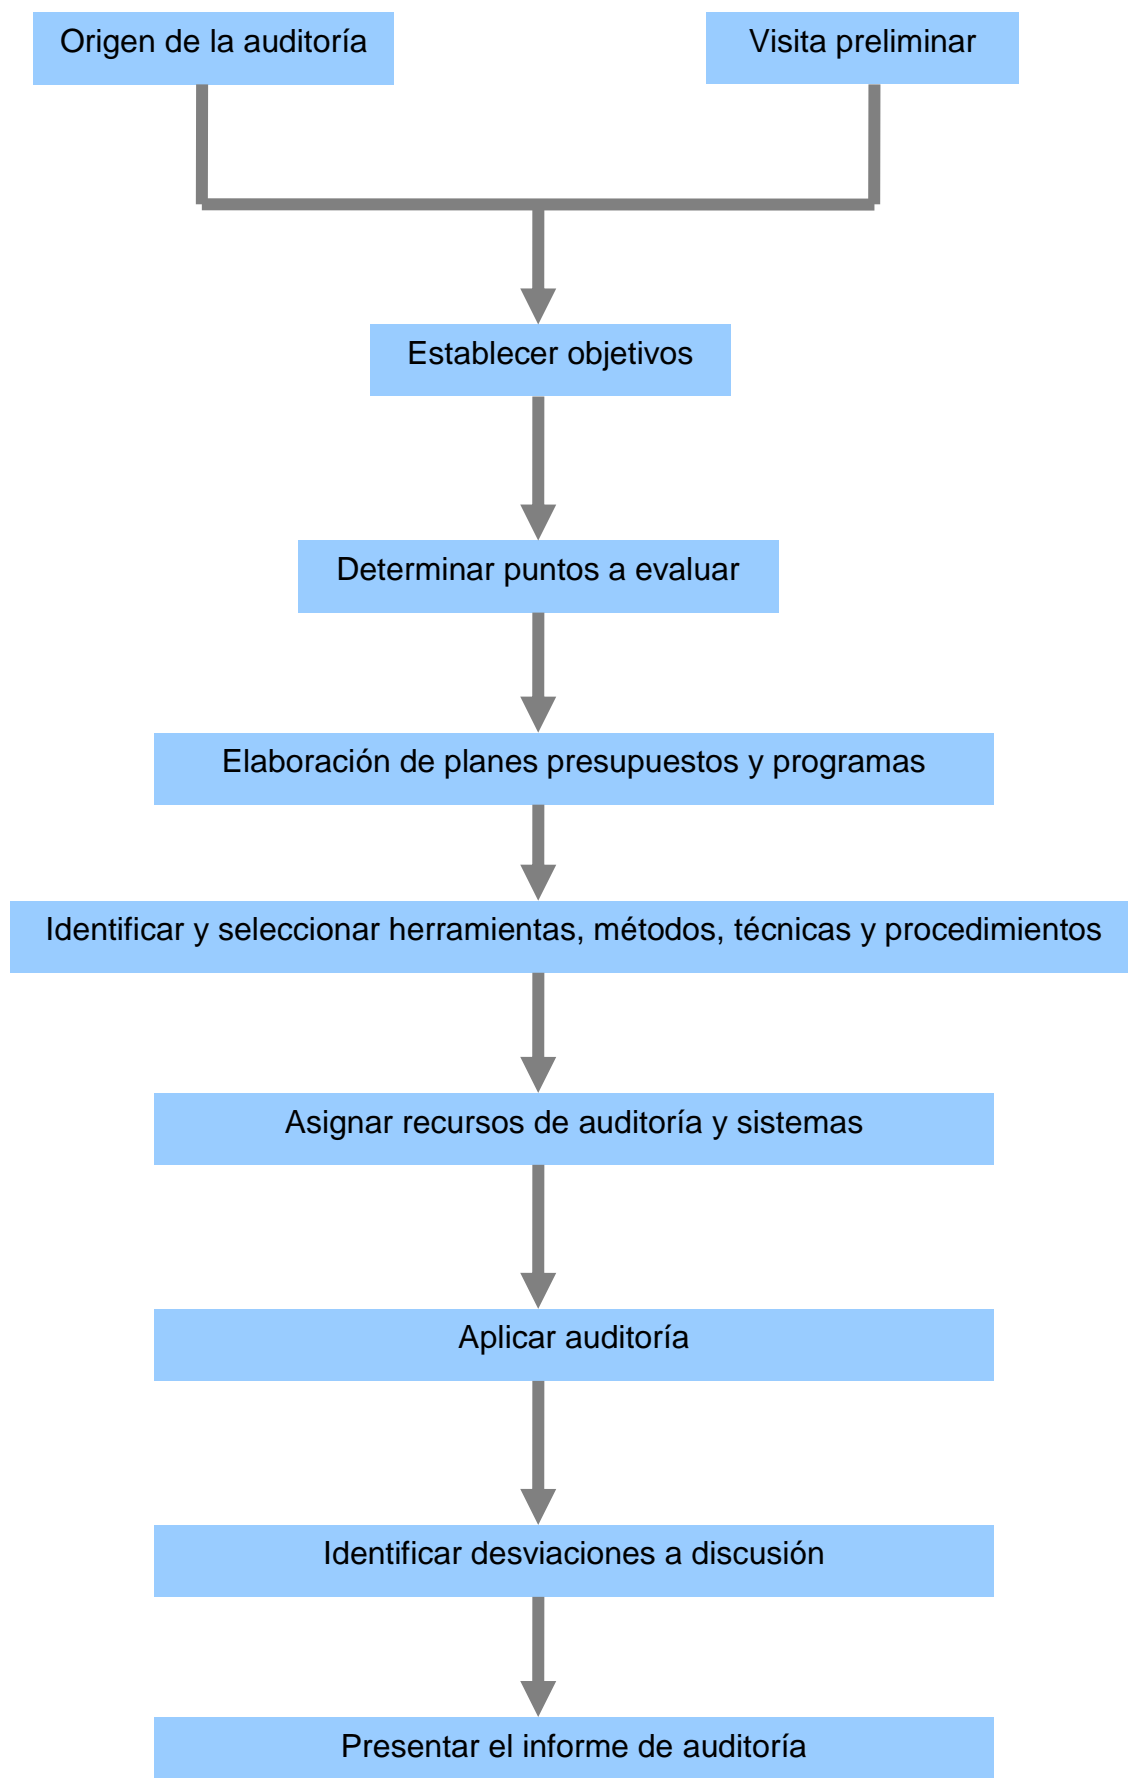 Origen de la auditoría
Visita preliminar
Establecer objetivos
Determinar puntos a evaluar
Elaboración de planes presupuestos y programas
Identificar y seleccionar herramientas, métodos, técnicas y procedimientos
Asignar recursos de auditoría y sistemas
Aplicar auditoría
Identificar desviaciones a discusión
Presentar el informe de auditoría